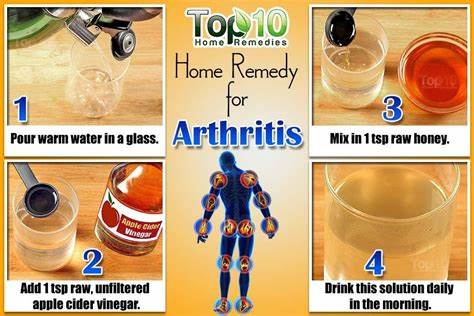 Top10
Home Remedies
Home Remedy
for
Arthritis
1
Pour warm water in a glass.
2
Apple Cider
Vinegar
Add 1 tsp raw, unfiltered
apple cider vinegar.
3
Top10
Mix in 1 tsp raw honey.
4
Drink this solution daily
in the morning.